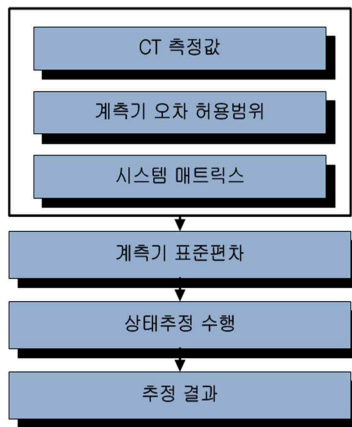 CT 측정값
계측기 오차 허용범위
시스템 매트릭스
계측기 표준편차
상태추정 수행
추정 결과